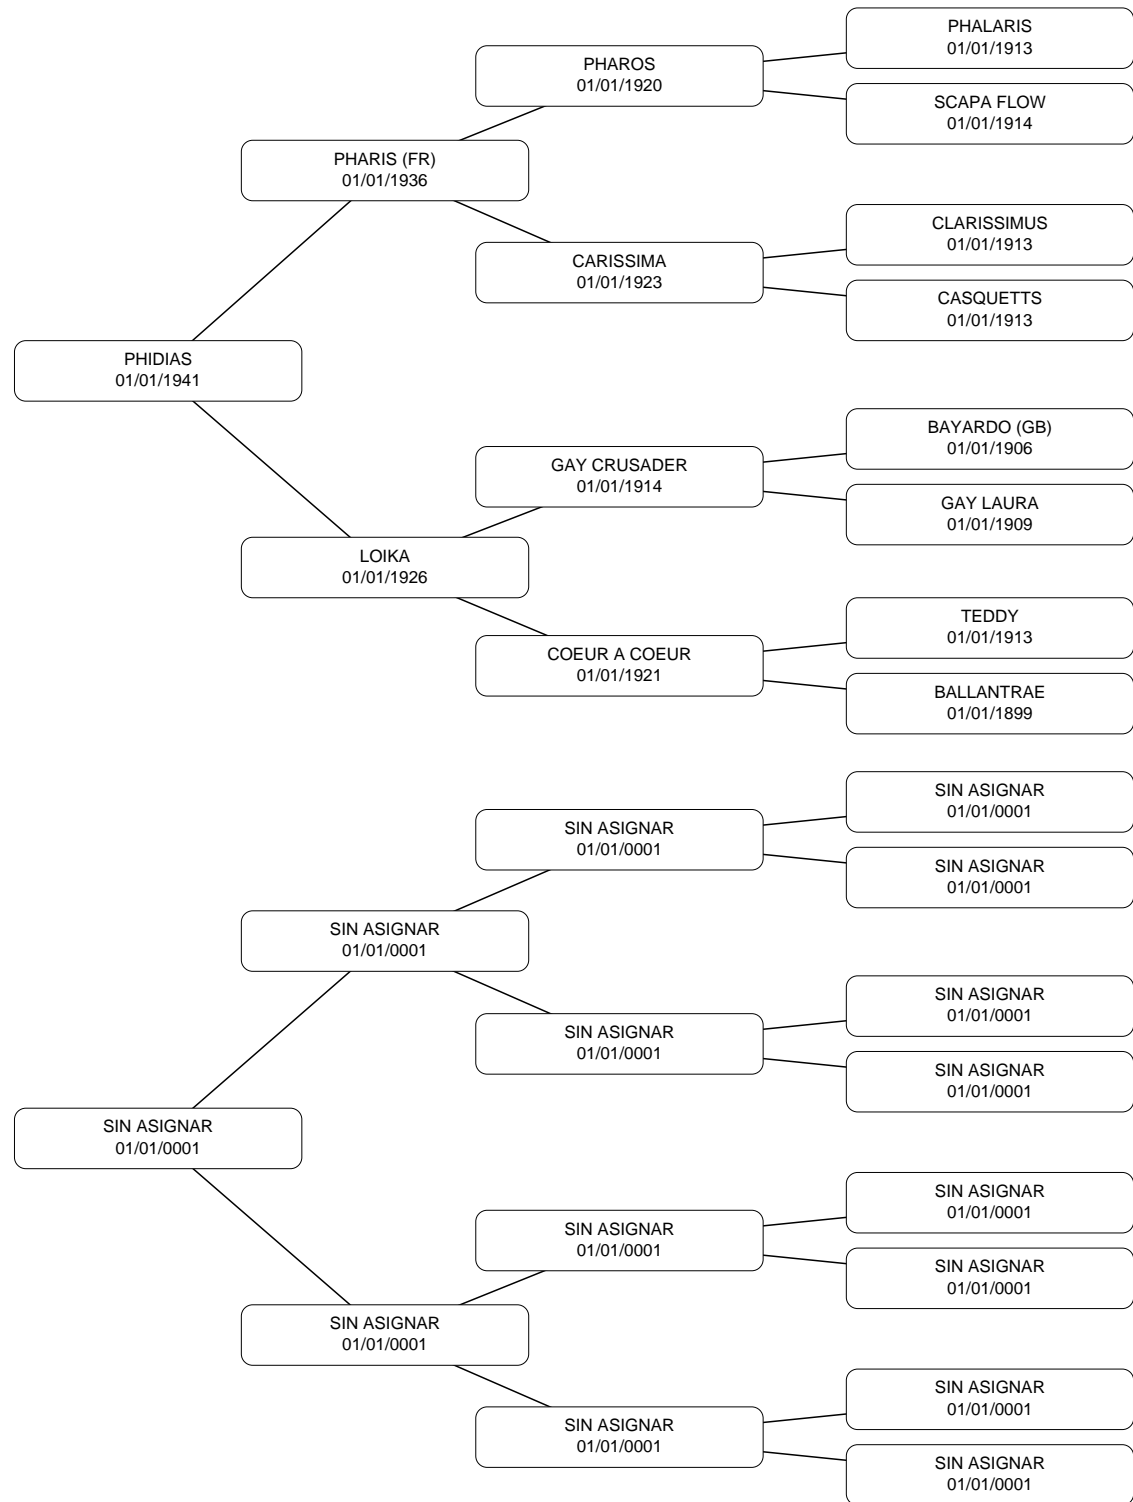 PHALARIS
01/01/1913
PHAROS
01/01/1920
SCAPA FLOW
01/01/1914
PHARIS (FR)
01/01/1936
CLARISSIMUS
01/01/1913
CARISSIMA
01/01/1923
CASQUETTS
01/01/1913
PHIDIAS
01/01/1941
BAYARDO (GB)
01/01/1906
GAY CRUSADER
01/01/1914
GAY LAURA
01/01/1909
LOIKA
01/01/1926
TEDDY
01/01/1913
COEUR A COEUR
01/01/1921
BALLANTRAE
01/01/1899
SIN ASIGNAR
01/01/0001
SIN ASIGNAR
01/01/0001
SIN ASIGNAR
01/01/0001
SIN ASIGNAR
01/01/0001
SIN ASIGNAR
01/01/0001
SIN ASIGNAR
01/01/0001
SIN ASIGNAR
01/01/0001
SIN ASIGNAR
01/01/0001
SIN ASIGNAR
01/01/0001
SIN ASIGNAR
01/01/0001
SIN ASIGNAR
01/01/0001
SIN ASIGNAR
01/01/0001
SIN ASIGNAR
01/01/0001
SIN ASIGNAR
01/01/0001
SIN ASIGNAR
01/01/0001